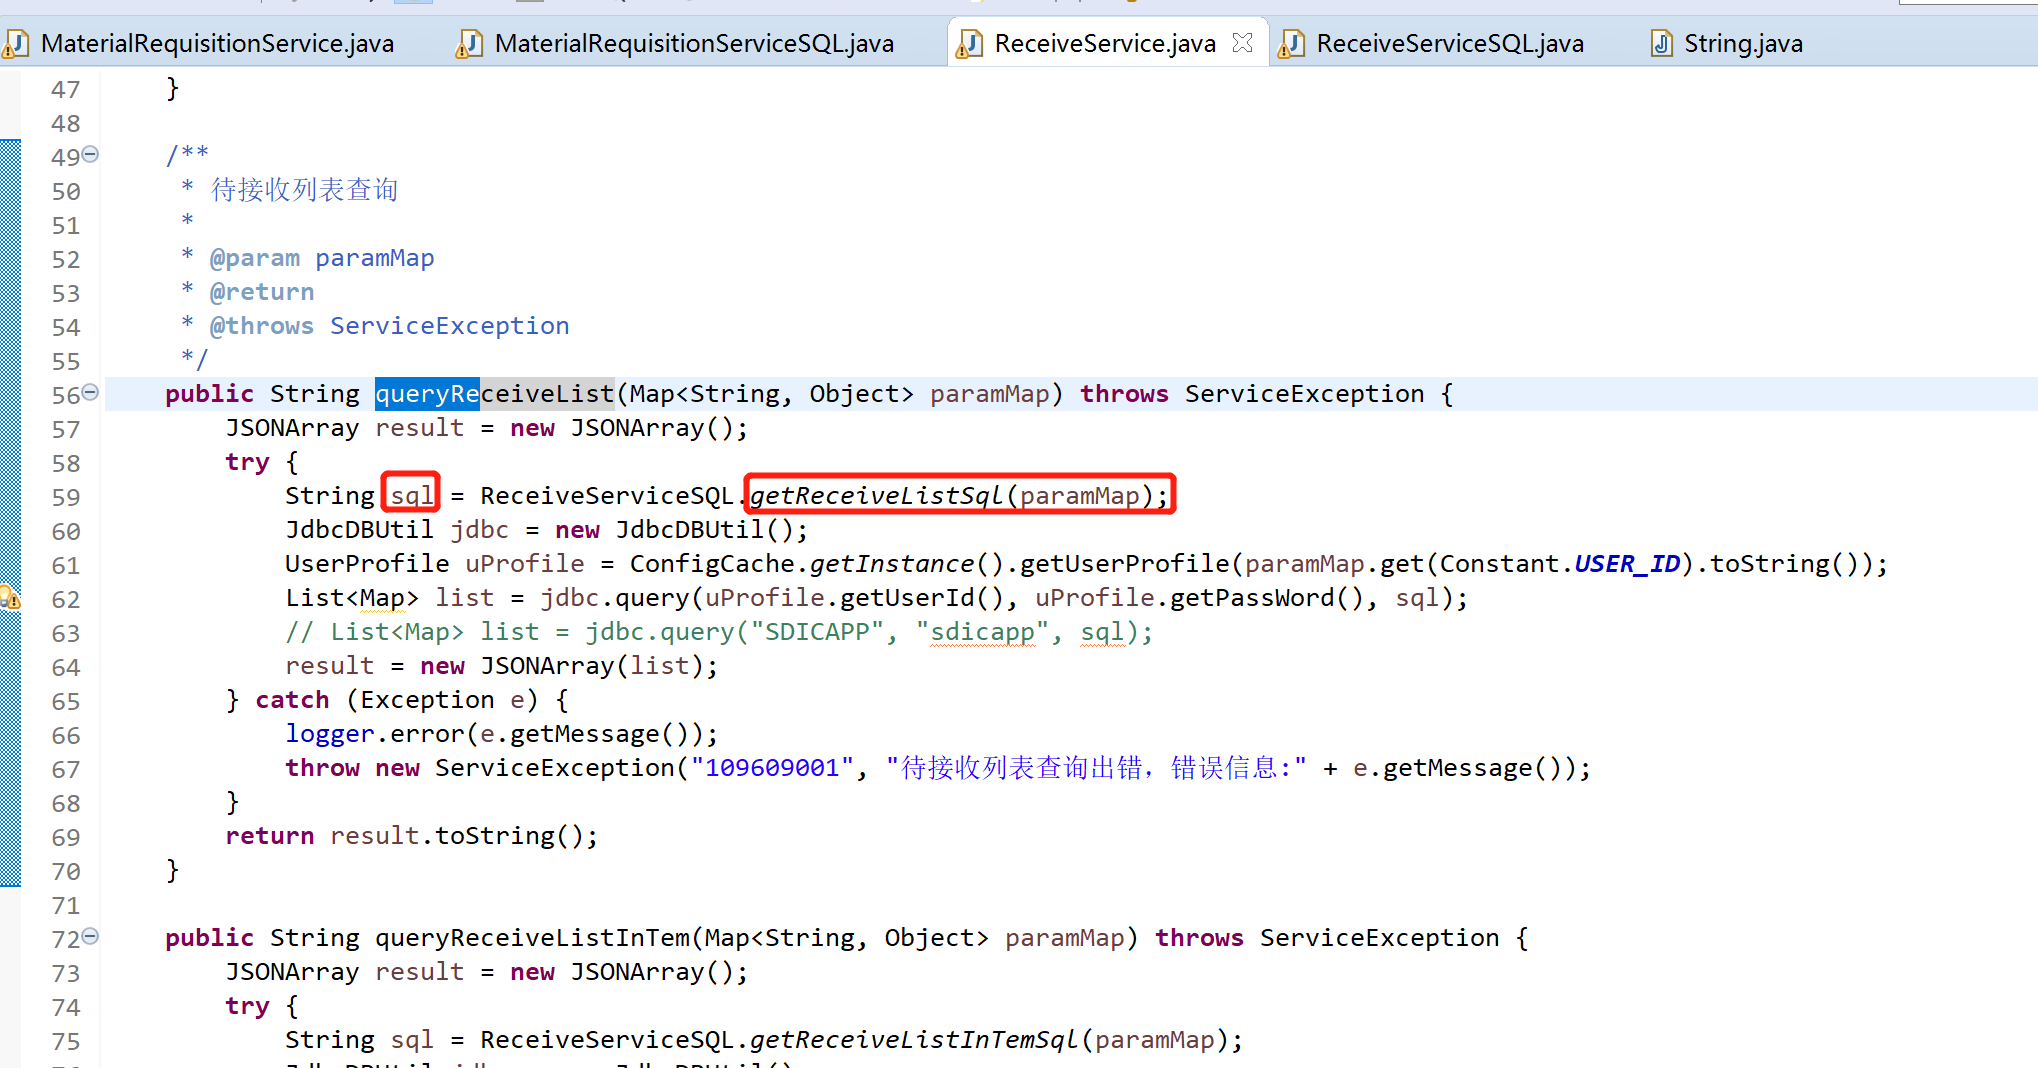 MaterialRequisitionService.java MaterialRequisitionServiceSQL.java ReceiveService.java ReceiveServiceSQL.java String.java
47 }
48
49 /**
50 * 待接收列表查询
51 *
52 * @param paramMap
53 * @return
54 * @throws ServiceException
55 */
56 public String queryReceiveList(Map<String, Object> paramMap) throws ServiceException {
57 JSONArray result = new JSONArray();
58 try {
59 String sql = ReceiveServiceSQL.getReceiveListSql(paramMap);
60 JdbcDBUtil jdbc = new JdbcDBUtil();
61 UserProfile uProfile = ConfigCache.getInstance().getUserProfile(paramMap.get(Constant.USER_ID).toString());
62 List<Map> list = jdbc.query(uProfile.getUserId(), uProfile.getPassWord(), sql);
63 // List<Map> list = jdbc.query("SDICAPP", "sdicapp", sql);
64 result = new JSONArray(list);
65 } catch (Exception e) {
66 logger.error(e.getMessage());
67 throw new ServiceException("109609001", "待接收列表查询出错，错误信息:" + e.getMessage());
68 }
69 return result.toString();
70 }
71
72 public String queryReceiveListInTem(Map<String, Object> paramMap) throws ServiceException {
73 JSONArray result = new JSONArray();
74 try {
75 String sql = ReceiveServiceSQL.getReceiveListInTemSql(paramMap);